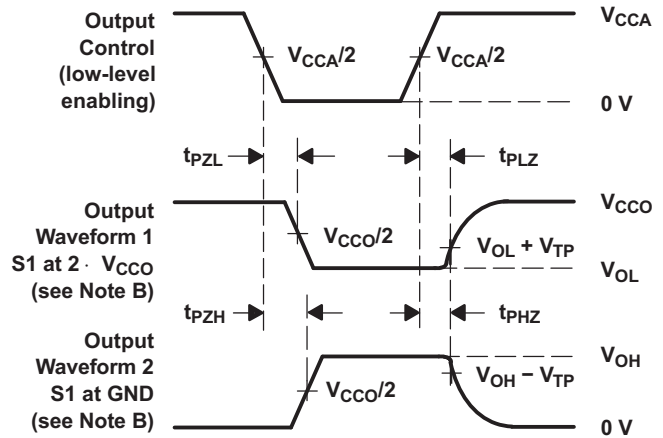 Output
Control
(low-level
enabling)
VCCA/2
VCCA/2
VCCA
0 V
tPZL
tPLZ
Output
Waveform 1
S1 at 2 · VCCO
(see Note B)
VCCO/2
VCCO
VOL + VTP
VOL
tPZH
tPHZ
Output
Waveform 2
S1 at GND
(see Note B)
VCCO/2
VOH
VOH − VTP
0 V